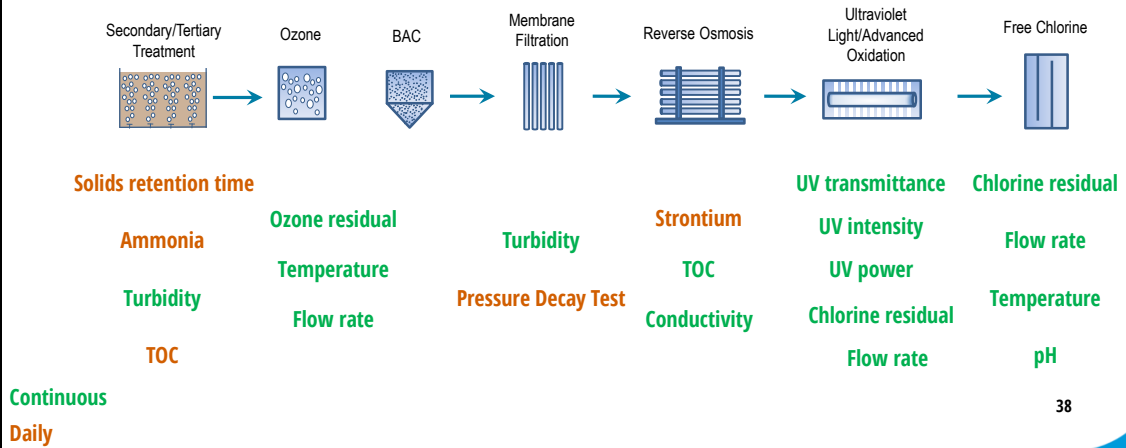 Secondary/Tertiary
Treatment
Ozone
BAC
Membrane
Filtration
Reverse Osmosis
Ultraviolet
Light/Advanced
Oxidation
Free Chlorine
Solids retention time
Ammonia
Turbidity
TOC
Ozone residual
Temperature
Flow rate
Turbidity
Pressure Decay Test
Strontium
TOC
Conductivity
UV transmittance
UV intensity
UV power
Chlorine residual
Flow rate
Chlorine residual
Flow rate
Temperature
pH
Continuous
Daily
38